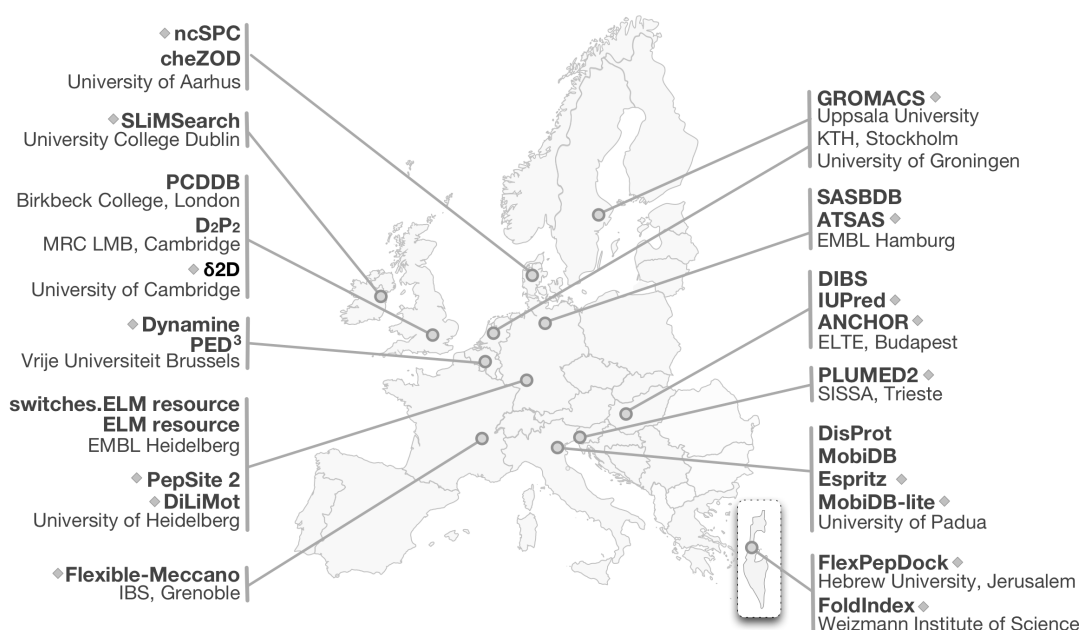 ◆ ncSPC
cheZOD
University of Aarhus
◆ SLiMSearch
University College Dublin
PCDDB
Birkbeck College, London
D2P2
MRC LMB, Cambridge
◆ δ2D
University of Cambridge
◆ Dynamine
PED³
Vrije Universiteit Brussels
switches.ELM resource
ELM resource
EMBL Heidelberg
◆ PepSite 2
◆ DiLiMot
University of Heidelberg
◆ Flexible-Meccano
IBS, Grenoble
GROMACS ◆
Uppsala University
KTH, Stockholm
University of Groningen
SASBDB
ATSAS ◆
EMBL Hamburg
DIBS
IUPred ◆
ANCHOR ◆
ELTE, Budapest
PLUMED2 ◆
SISSA, Trieste
DisProt
MobiDB
Espritz ◆
MobiDB-lite ◆
University of Padua
FlexPepDock ◆
Hebrew University, Jerusalem
FoldIndex ◆
Weizmann Institute of Science